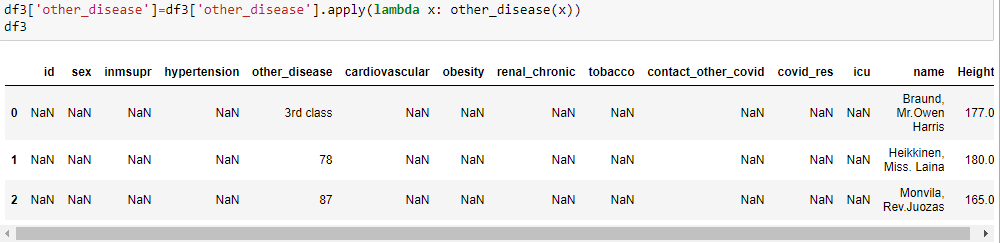 df3['other_disease']=df3['other_disease'].apply(lambda x: other_disease(x))
df3
id sex inmsupr hypertension other_disease cardiovascular obesity renal_chronic tobacco contact_other_covid covid_res icu name Height
0 NaN NaN NaN NaN 3rd class NaN NaN NaN NaN NaN NaN NaN Braund, Mr.Owen Harris 177.0
1 NaN NaN NaN NaN 78 NaN NaN NaN NaN NaN NaN NaN Heikkinen, Miss. Laina 180.0
2 NaN NaN NaN NaN 87 NaN NaN NaN NaN NaN NaN NaN Monvila, Rev.Juozas 165.0